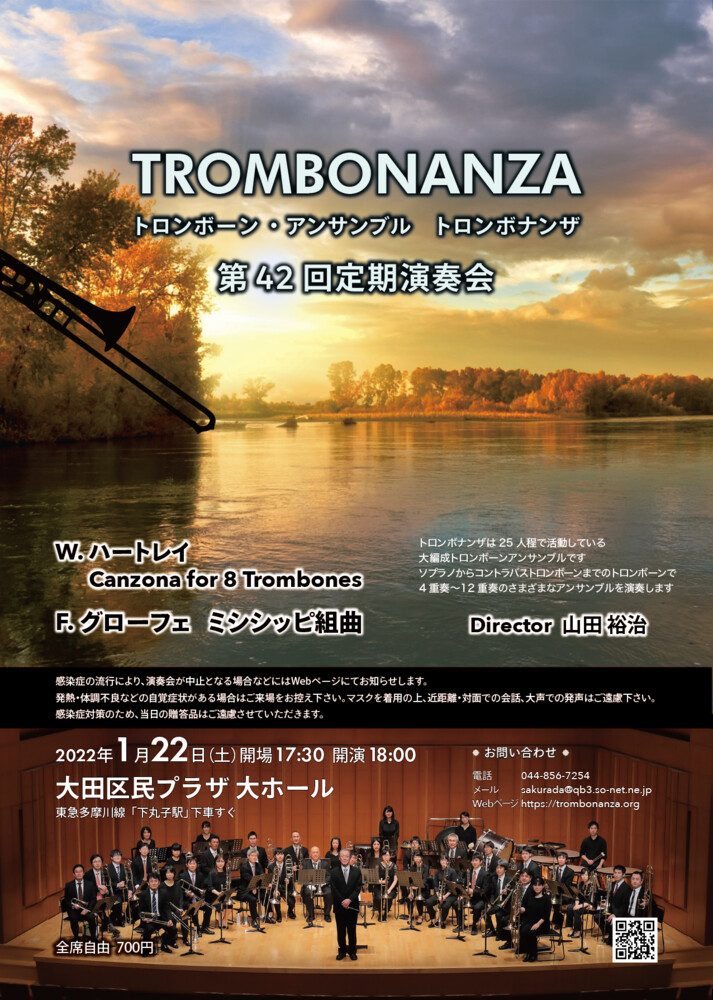 TROMBONANZA
トロンボーン・アンサンブル　トロンボナンザ
第42回定期演奏会
W. ハートレイ
Canzona for 8 Trombones
F. グローフェ　ミシシッピ組曲
トロンボナンザは25人程で活動している
大編成トロンボーンアンサンブルです
ソプラノからコントラバストロンボーンまでのトロンボーンで
4重奏〜12重奏のさまざまなアンサンブルを演奏します
Director 山田 裕治
感染症の流行により、演奏会が中止となる場合などにはWebページにてお知らせします。
発熱・体調不良などの自覚症状がある場合はご来場をお控え下さい。マスクを着用の上、近距離・対面での会話、大声での発声はご遠慮下さい。
感染症対策のため、当日の贈答品はご遠慮させていただきます。
2022年1月22日（土）開場17:30 開演18:00
大田区民プラザ 大ホール
東急多摩川線「下丸子駅」下車すぐ
お問い合わせ
電話 044-856-7254
メール sakurada@qb3.so-net.ne.jp
Webページ https://trombonanza.org
全席自由 700円